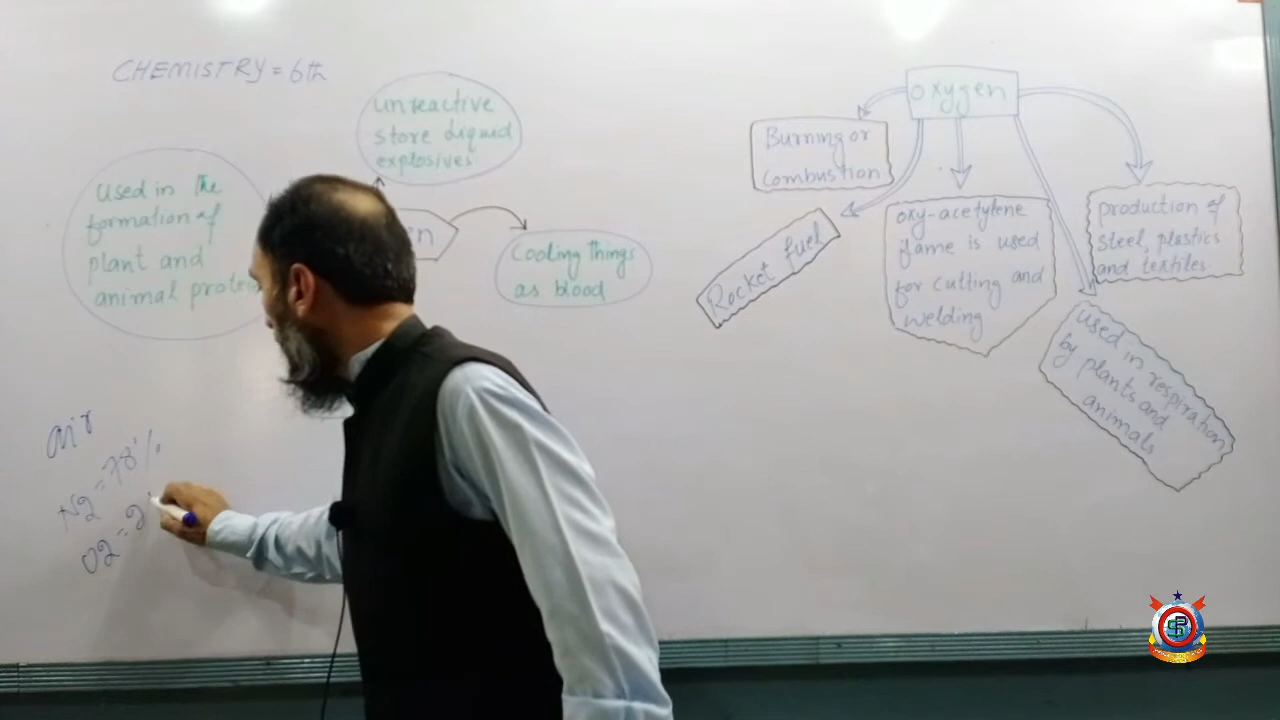 CHEMISTRY = 6th
unreactive
store liquid
explosives
used in the
formation of
plant and
animal prote
en
Cooling things
as blood
air
N2 = 78%
O2 = 2
oxygen
Burning or
Combustion
Rocket fuel
oxy-acetylene
flame is used
for cutting and
welding
production of
steel, plastics
and textiles
used in respiration
by plants and
animals